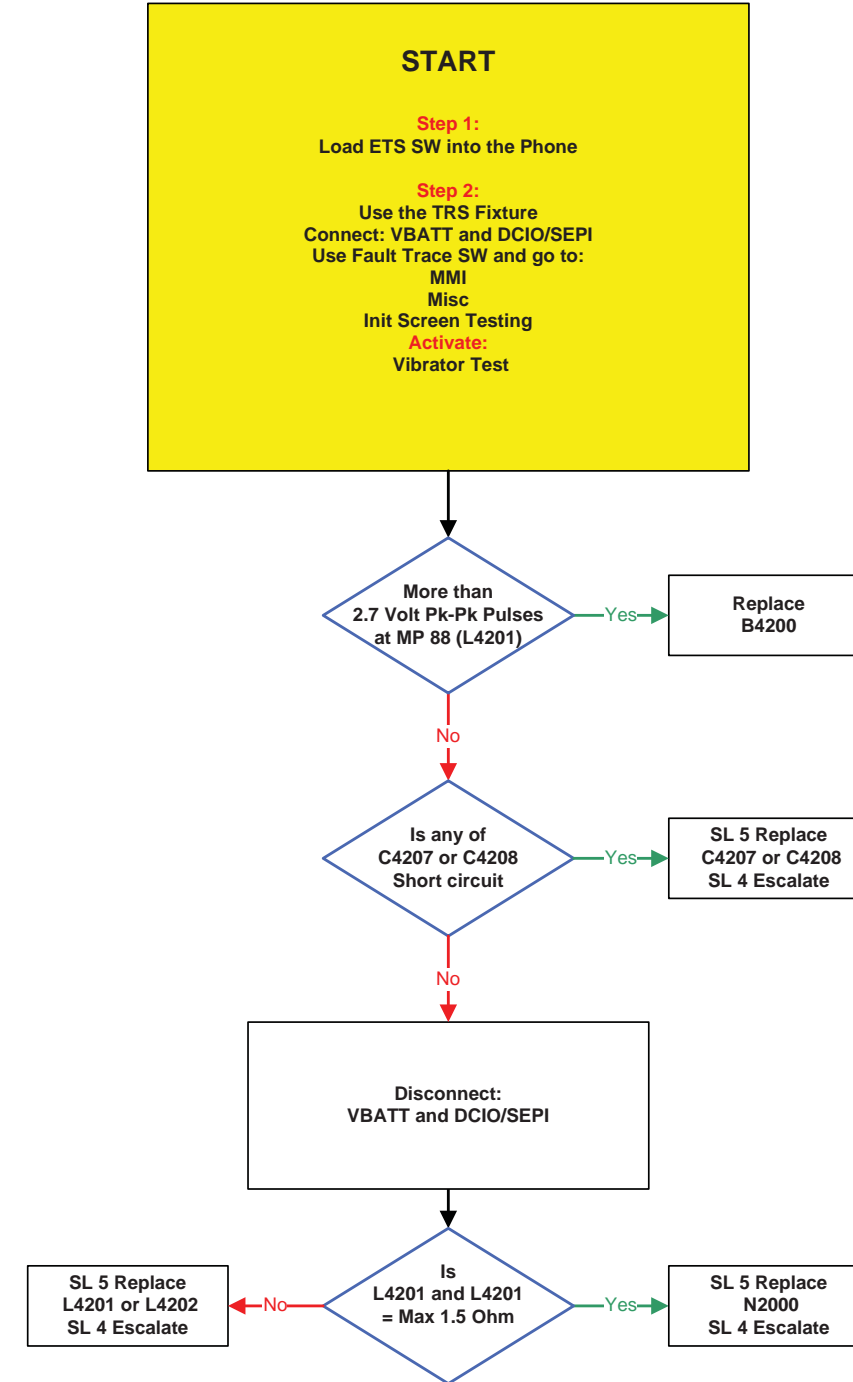 START
Step 1:
Load ETS SW into the Phone
Step 2:
Use the TRS Fixture
Connect: VBATT and DCIO/SEPI
Use Fault Trace SW and go to:
MMI
Misc
Init Screen Testing
Activate:
Vibrator Test
More than
2.7 Volt Pk-Pk Pulses
at MP 88 (L4201)
Yes
Replace
B4200
No
Is any of
C4207 or C4208
Short circuit
Yes
SL 5 Replace
C4207 or C4208
SL 4 Escalate
No
Disconnect:
VBATT and DCIO/SEPI
Is
L4201 and L4201
= Max 1.5 Ohm
No
SL 5 Replace
L4201 or L4202
SL 4 Escalate
Yes
SL 5 Replace
N2000
SL 4 Escalate